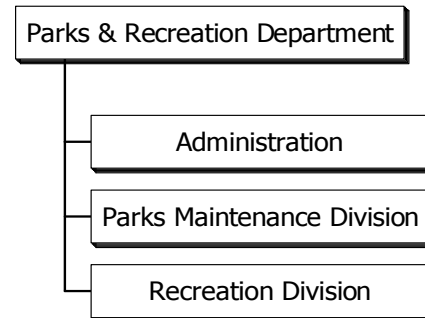 Parks & Recreation Department
Administration
Parks Maintenance Division
Recreation Division